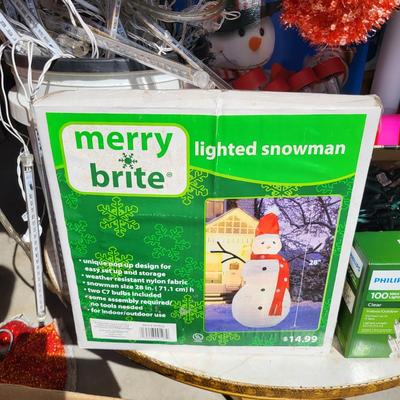 merry
brite®
lighted snowman
• unique pop up design for
easy set up and storage
• weather resistant nylon fabric
• snowman size 28 in. (71.1 cm) h
• two C7 bulbs included
• some assembly required/
no tools needed
• for indoor/outdoor use
28"
$14.99
PHILIPS
100
Clear